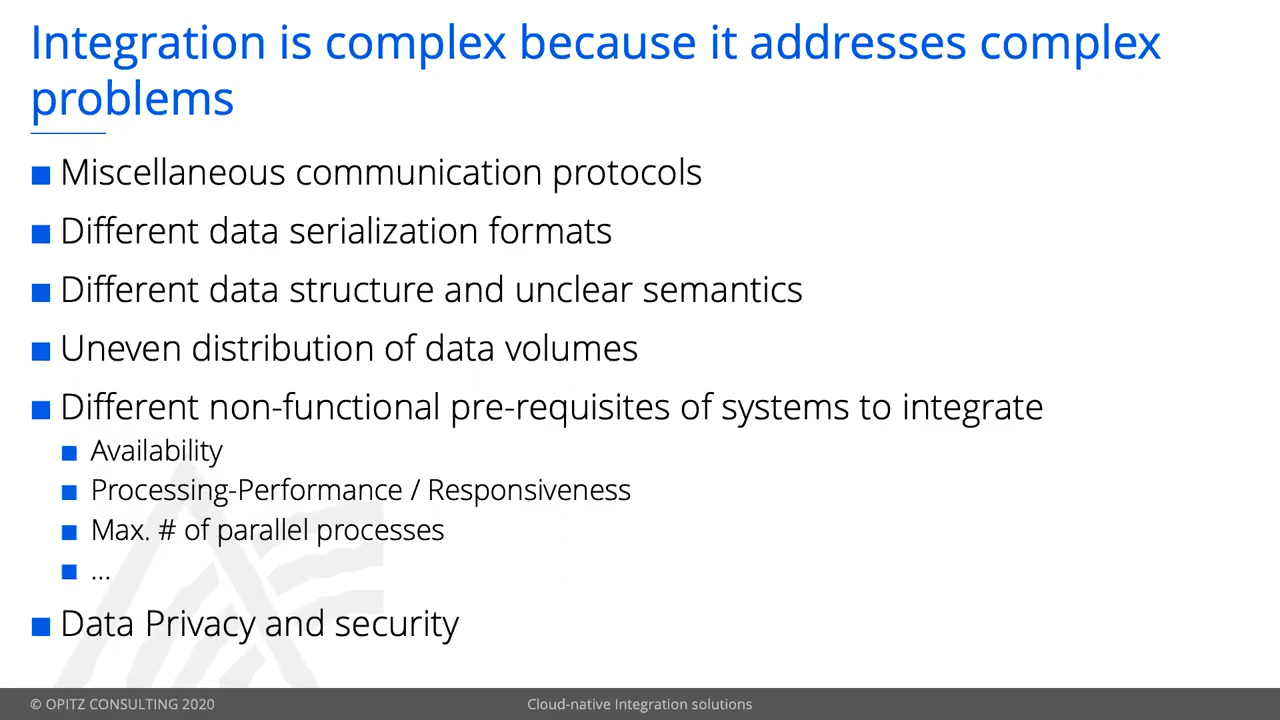 Integration is complex because it addresses complex
problems
Miscellaneous communication protocols
Different data serialization formats
Different data structure and unclear semantics
Uneven distribution of data volumes
Different non-functional pre-requisites of systems to integrate
Availability
Processing-Performance / Responsiveness
Max. # of parallel processes
...
Data Privacy and security
© OPITZ CONSULTING 2020
Cloud-native Integration solutions